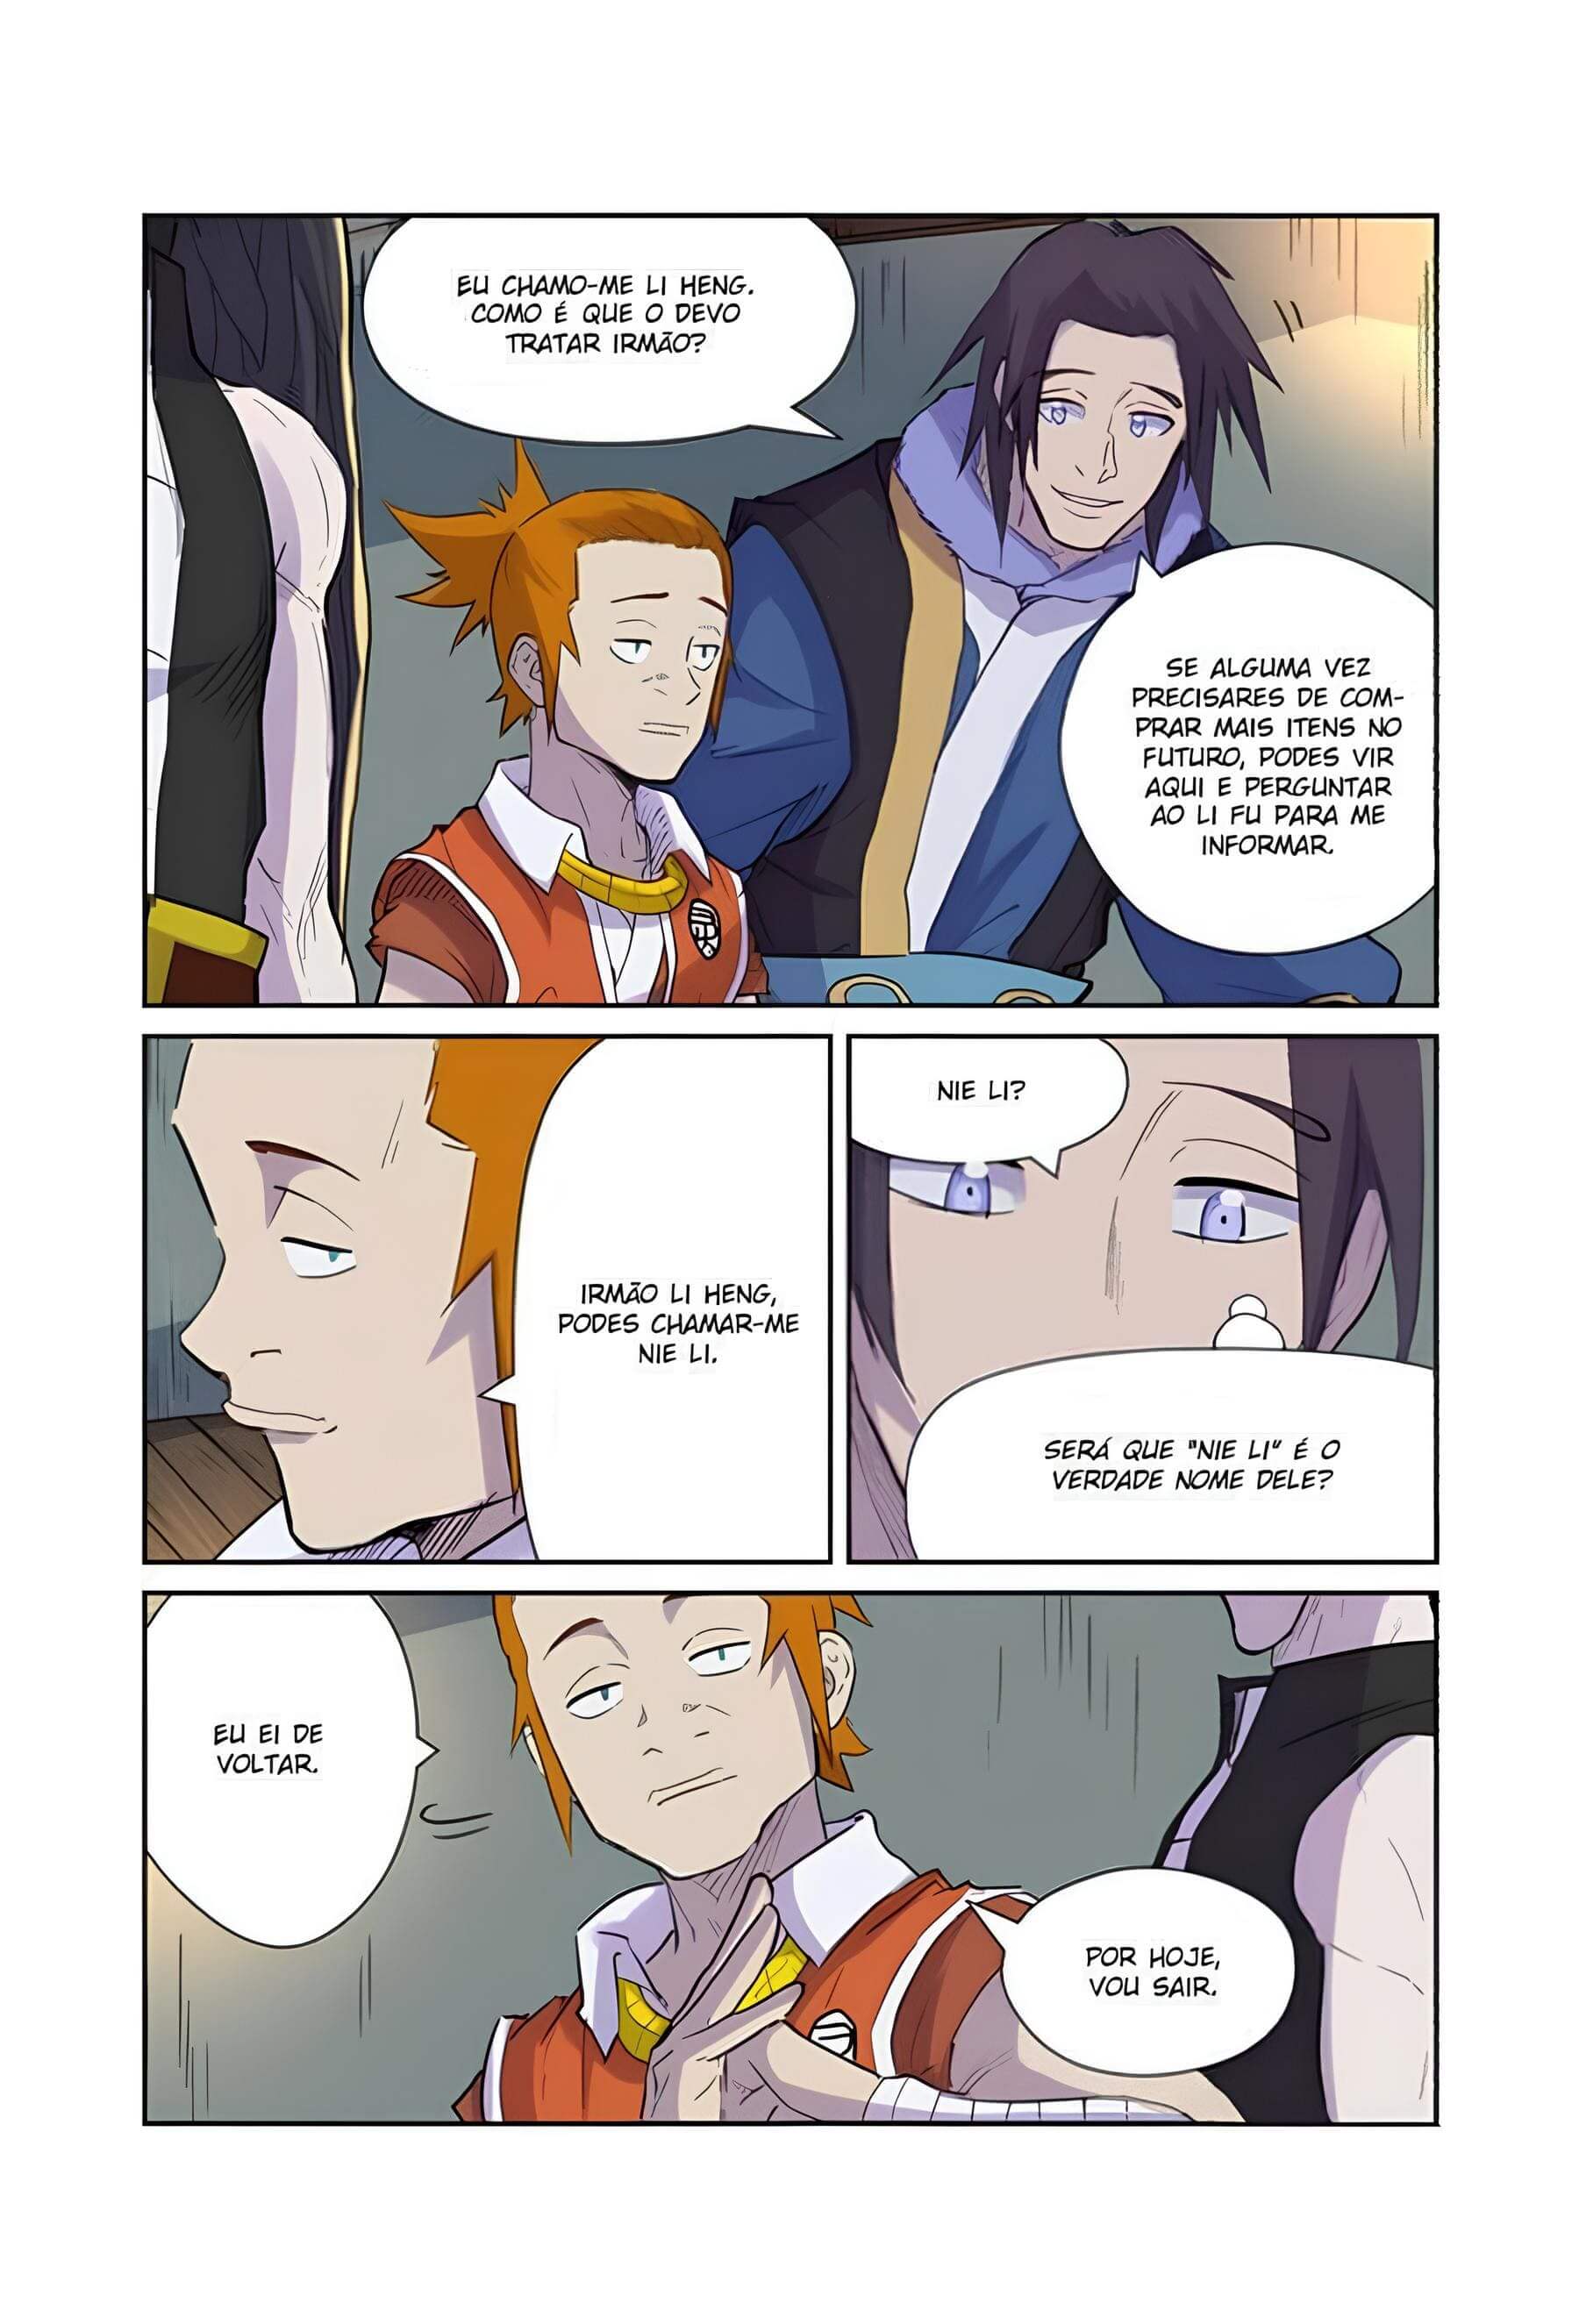 EU CHAMO-ME LI HENG.
COMO É QUE O DEVO
TRATAR IRMÃO?
SE ALGUMA VEZ
PRECISARES DE COM-
PRAR MAIS ITENS NO
FUTURO, PODES VIR
AQUI E PERGUNTAR
AO LI FU PARA ME
INFORMAR.
IRMÃO LI HENG,
PODES CHAMAR-ME
NIE LI.
NIE LI?
SERÁ QUE "NIE LI" É O
VERDADE NOME DELE?
EU EI DE
VOLTAR.
POR HOJE,
VOU SAIR.